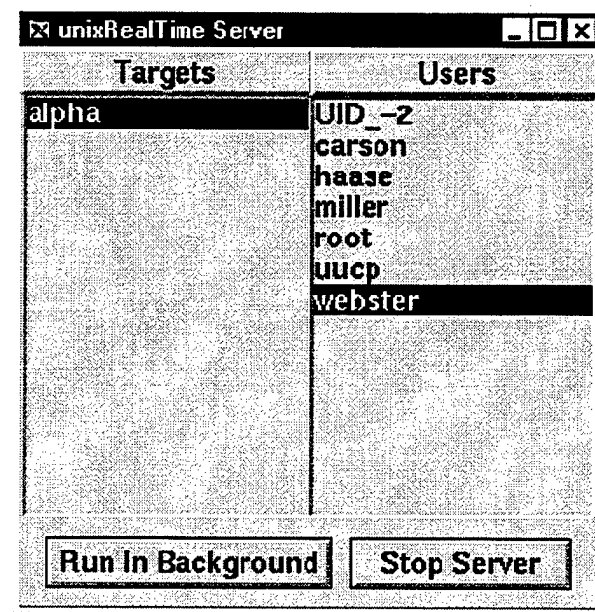 unixRealTime Server
Targets Users
alpha
UID_-2
carson
haase
miller
root
uucp
webster
Run In Background Stop Server